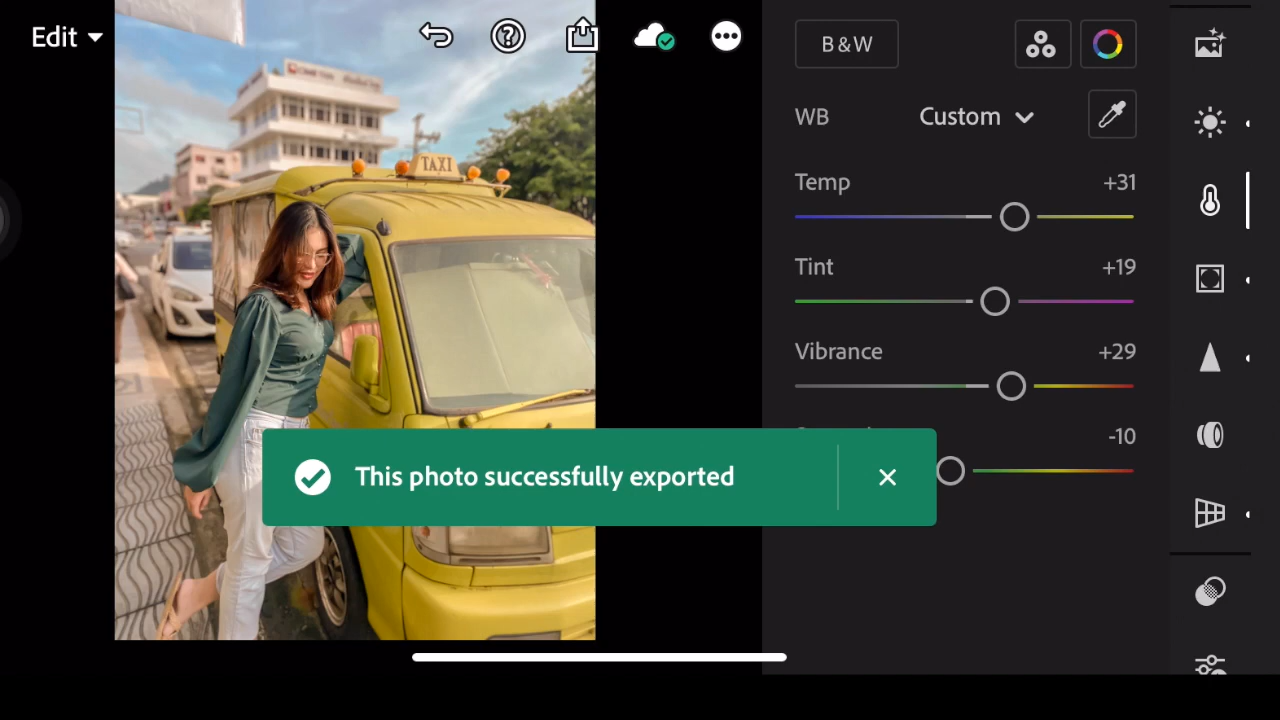 Edit
B&W
WB
Custom
Temp
+31
Tint
+19
Vibrance
+29
-10
This photo successfully exported
TAXI